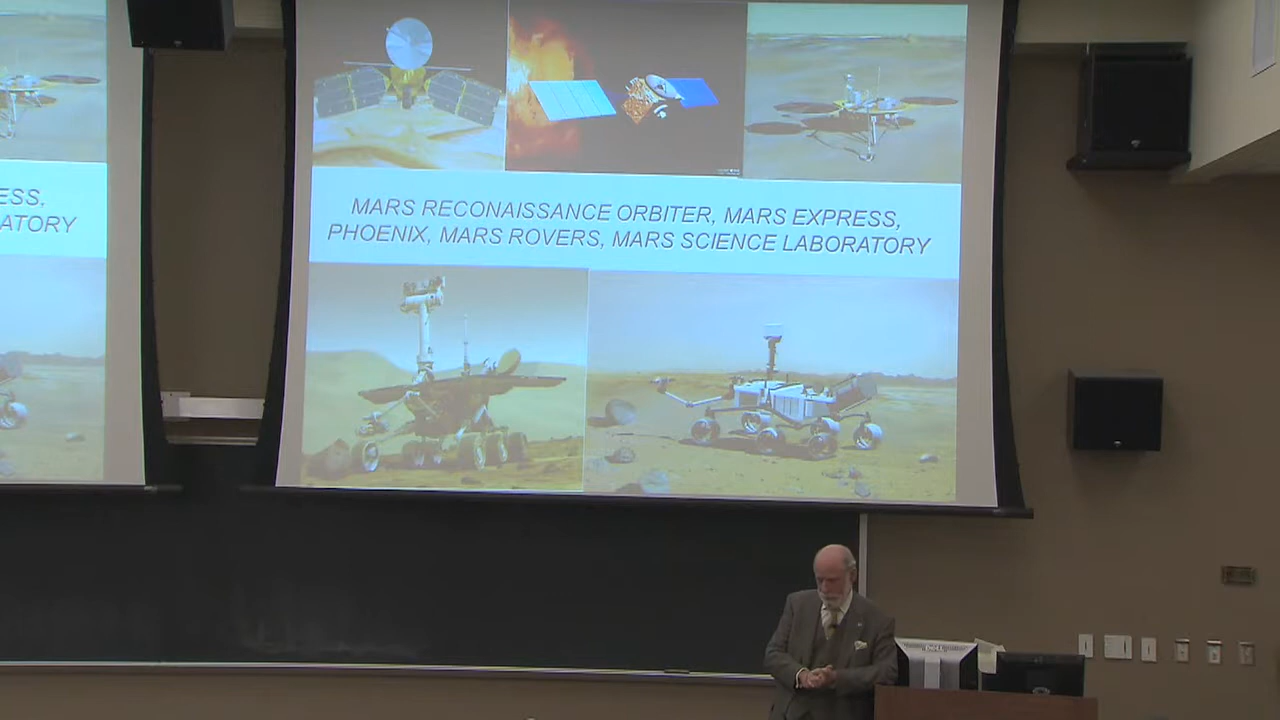 ESS,
ATORY
MARS RECONAISSANCE ORBITER, MARS EXPRESS,
PHOENIX, MARS ROVERS, MARS SCIENCE LABORATORY